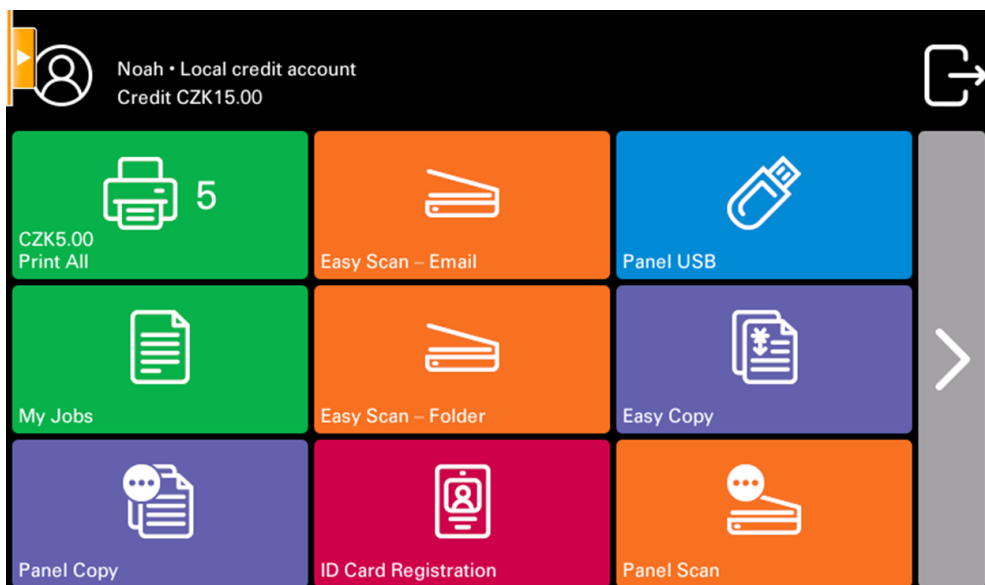 Noah • Local credit account
Credit CZK15.00
5
CZK5.00
Print All
Easy Scan – Email
Panel USB
My Jobs
Easy Scan – Folder
Easy Copy
Panel Copy
ID Card Registration
Panel Scan